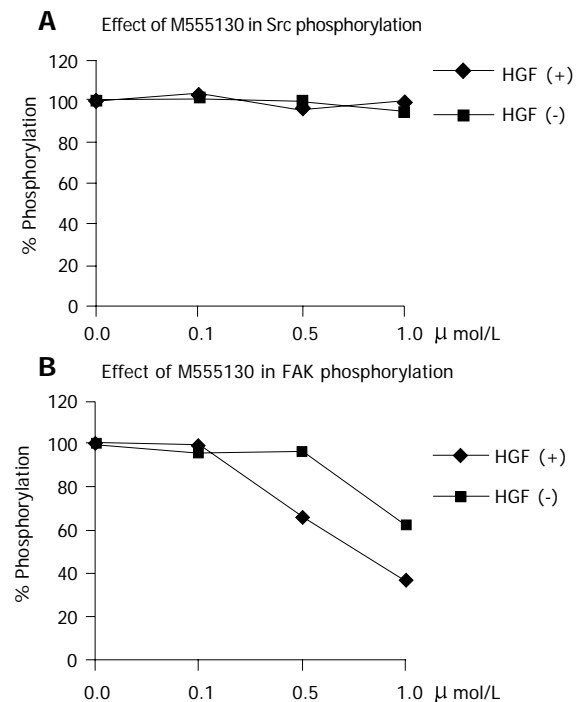 A Effect of M555130 in Src phosphorylation
120
100
80
60
40
20
0
% Phosphorylation
0.0 0.1 0.5 1.0 μ mol/L
HGF (+)
HGF (-)
B Effect of M555130 in FAK phosphorylation
120
100
80
60
40
20
0
% Phosphorylation
0.0 0.1 0.5 1.0 μ mol/L
HGF (+)
HGF (-)